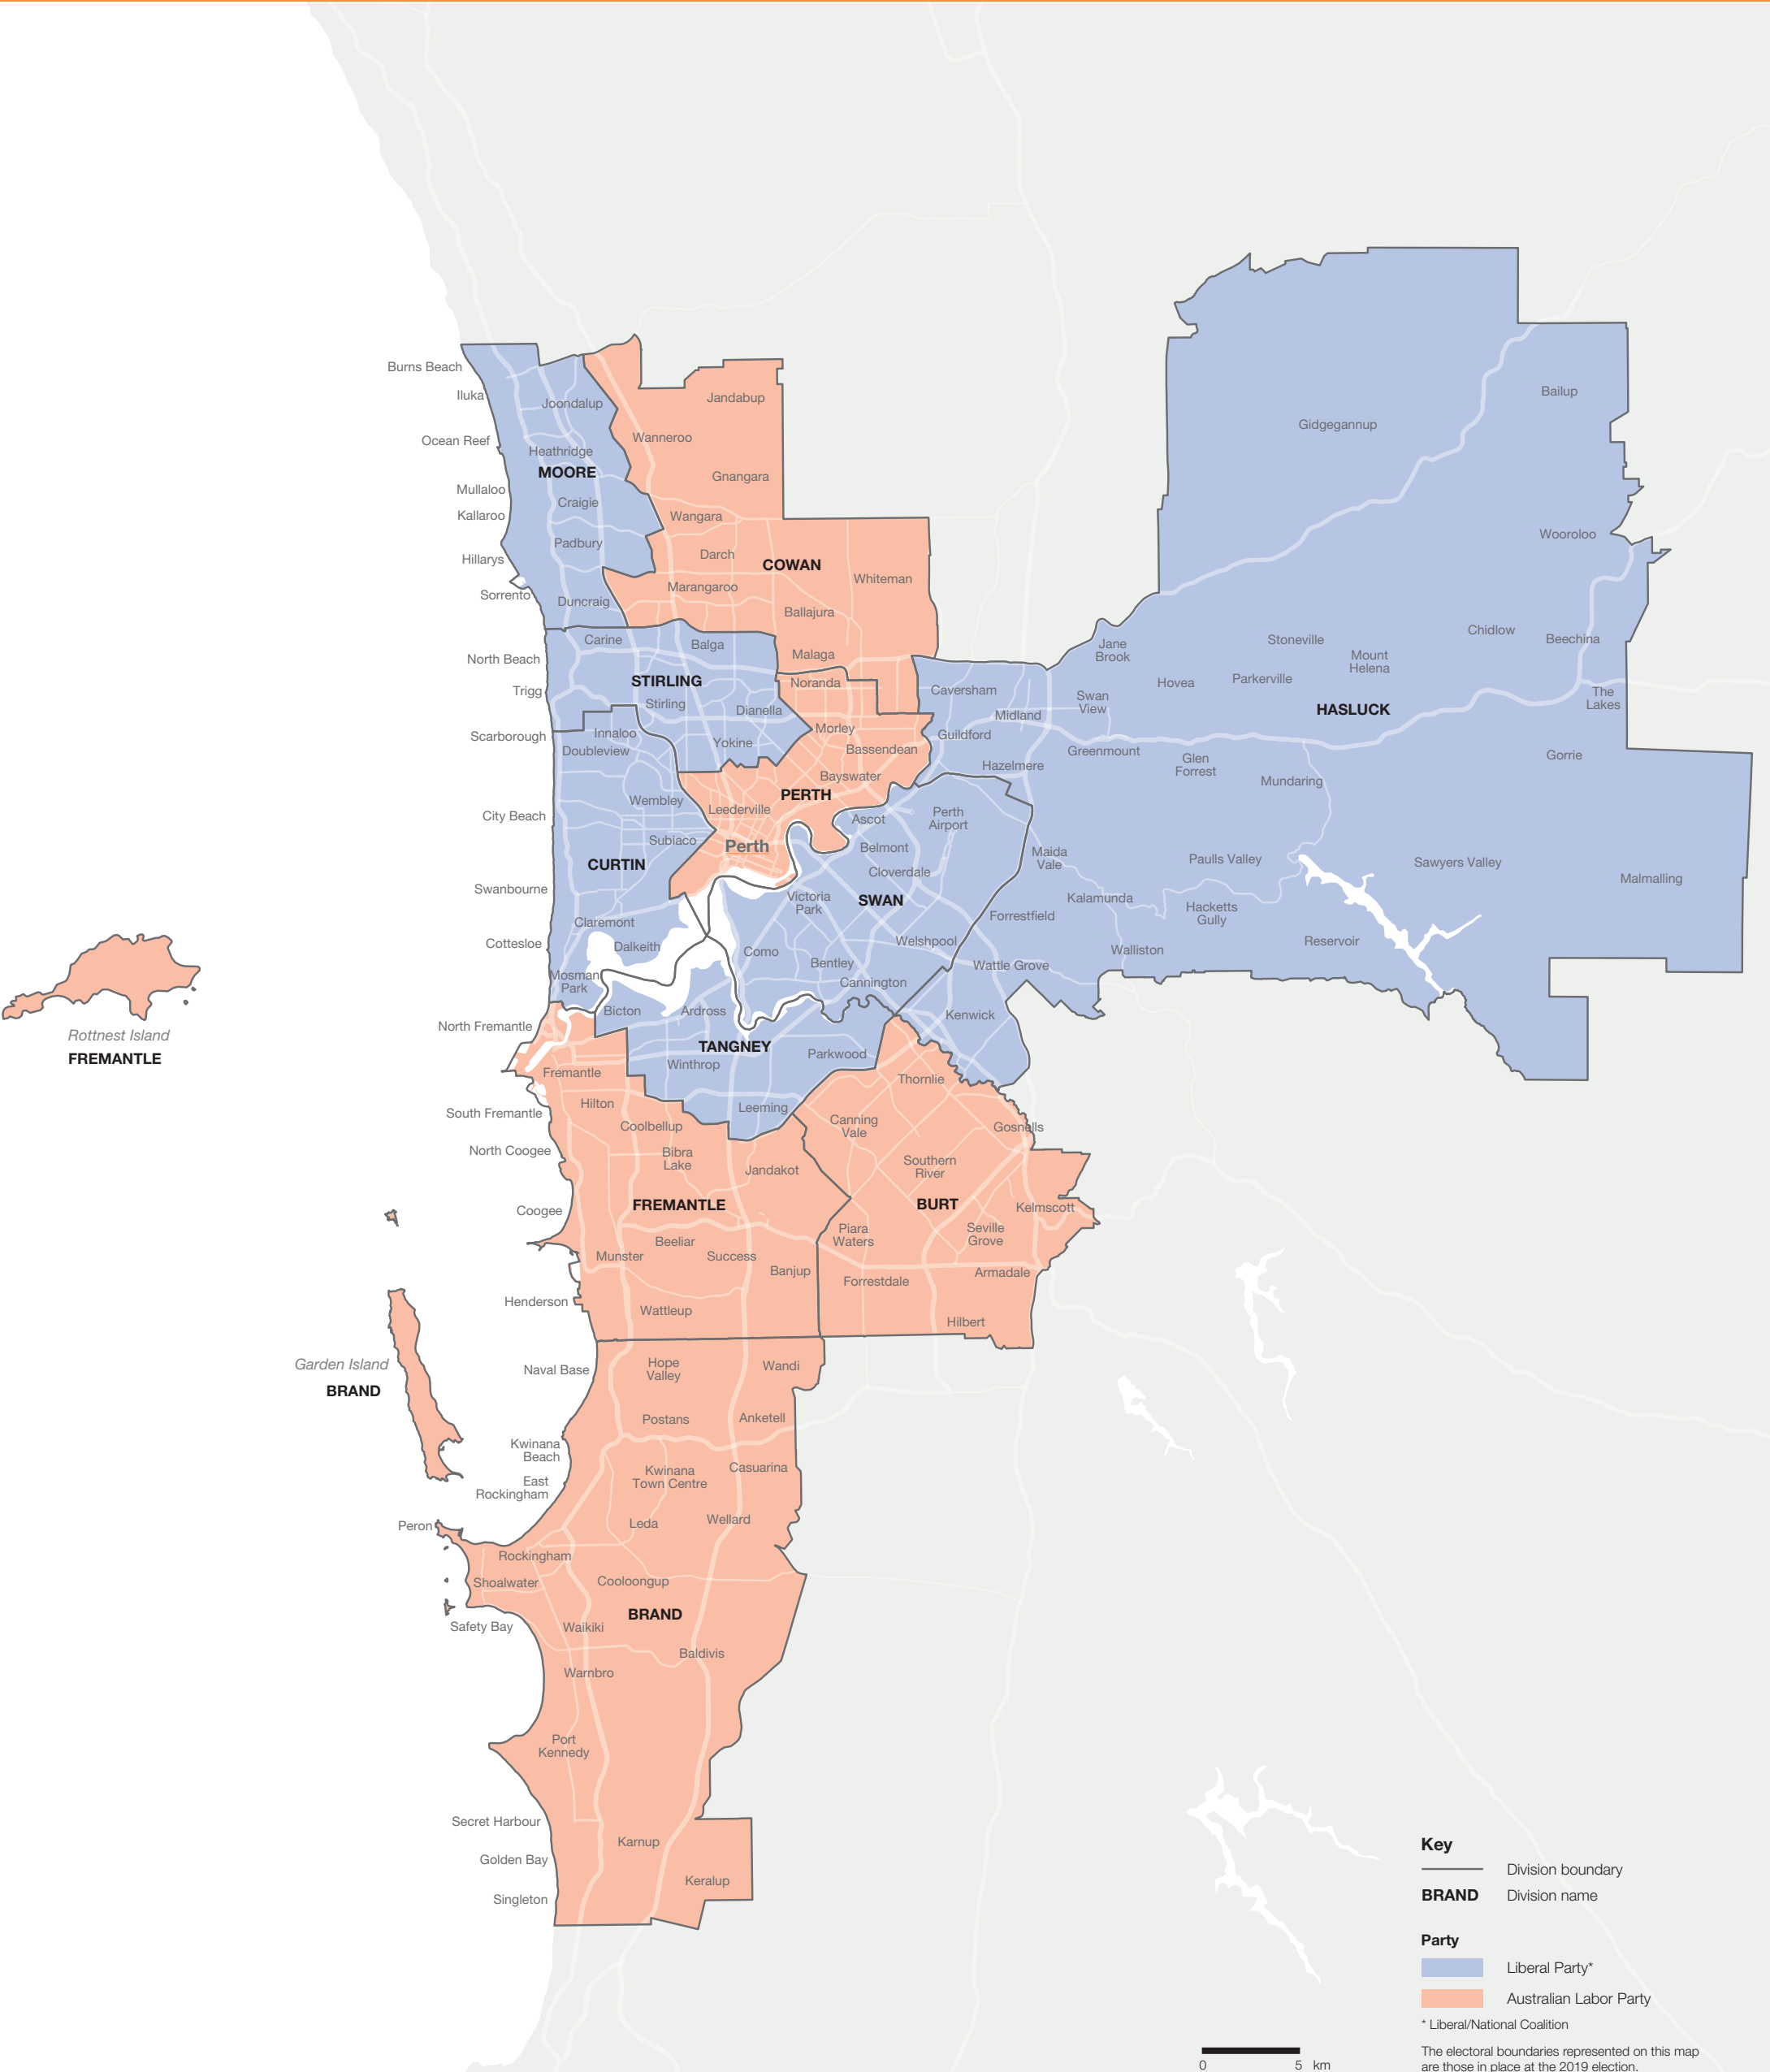 Burns Beach
Iluka
Joondalup
Jandabup
Bailup
Gidgegannup
Ocean Reef
Wanneroo
Heathridge
MOORE
Gnangara
Mullaloo
Craigie
Kallaroo
Wangara
Wooroloo
Padbury
Hillarys
Darch
COWAN
Whiteman
Marangaroo
Sorrento
Duncraig
Ballajura
Carine
Balga
Malaga
Jane
Brook
Stoneville
Chidlow
Beechina
Mount
Helena
North Beach
STIRLING
Noranda
Hovea
Parkerville
Trigg
Stirling
Dianella
Caversham
Swan
View
HASLUCK
The
Lakes
Midland
Scarborough
Innaloo
Doubleview
Yokine
Morley
Bassendean
Guildford
Greenmount
Gorrie
Glen
Forrest
Hazelmere
Mundaring
Bayswater
PERTH
Wembley
Leederville
City Beach
Ascot
Perth
Airport
Subiaco
Perth
Belmont
Maida
Vale
Paulls Valley
Sawyers Valley
CURTIN
Cloverdale
Malmalling
Swanbourne
Victoria
Park
SWAN
Kalamunda
Hacketts
Gully
Forrestfield
Claremont
Cottesloe
Dalkeith
Como
Welshpool
Walliston
Reservoir
Bentley
Wattle Grove
Mosman
Park
Cannington
Bicton
Ardross
Kenwick
North Fremantle
Rottnest Island
FREMANTLE
TANGNEY
Parkwood
Winthrop
Fremantle
Thornlie
Hilton
Leeming
South Fremantle
Coolbellup
Canning
Vale
Gosnells
North Coogee
Bibra
Lake
Jandakot
Southern
River
FREMANTLE
BURT
Coogee
Kelmscott
Piara
Waters
Seville
Grove
Beeliar
Munster
Success
Banjup
Armadale
Forrestdale
Henderson
Wattleup
Hilbert
Garden Island
BRAND
Naval Base
Hope
Valley
Wandi
Postans
Anketell
Kwinana
Beach
Kwinana
Town Centre
Casuarina
East
Rockingham
Peron
Leda
Wellard
Rockingham
Shoalwater
Cooloongup
BRAND
Safety Bay
Waikiki
Baldivis
Warnbro
Port
Kennedy
Secret Harbour
Karnup
Golden Bay
Keralup
Singleton
Key
Division boundary
BRAND Division name
Party
Liberal Party*
Australian Labor Party
* Liberal/National Coalition
The electoral boundaries represented on this map
are those in place at the 2019 election.
0 5 km